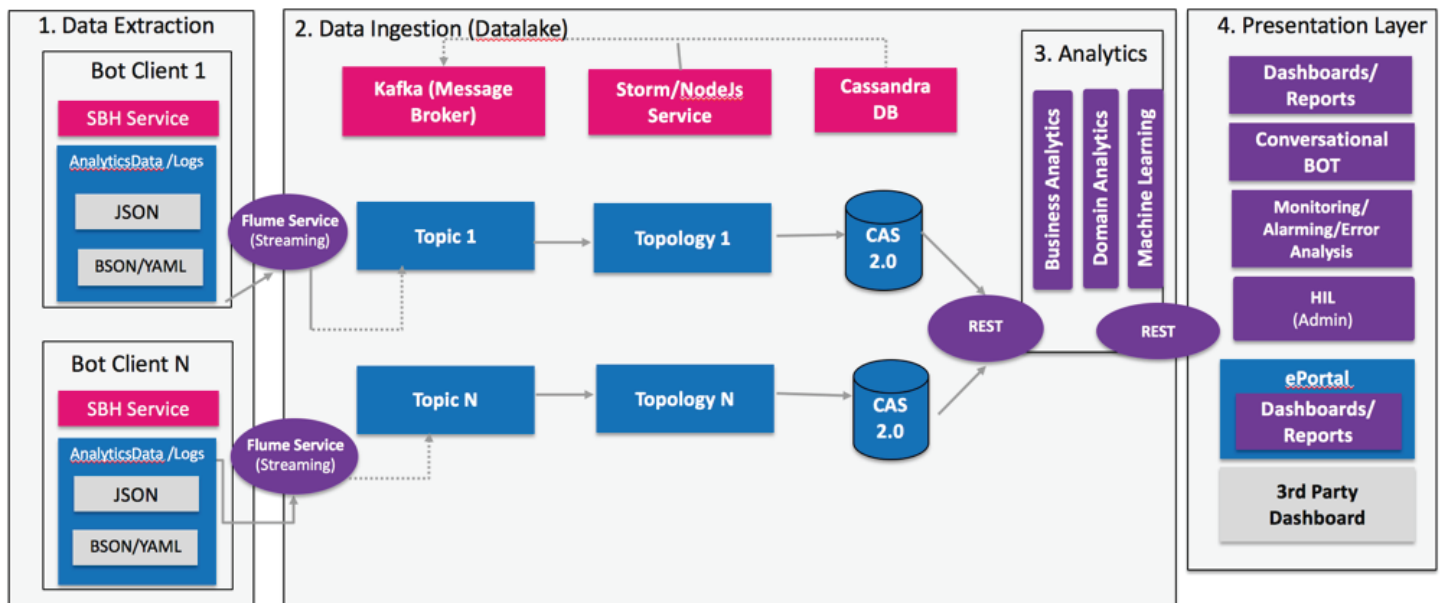 1. Data Extraction
Bot Client 1
SBH Service
AnalyticsData /Logs
JSON
BSON/YAML
Bot Client N
SBH Service
AnalyticsData /Logs
JSON
BSON/YAML
Flume Service
(Streaming)
Flume Service
(Streaming)
2. Data Ingestion (Datalake)
Kafka (Message
Broker)
Storm/NodeJs
Service
Cassandra
DB
Topic 1
Topology 1
CAS
2.0
Topic N
Topology N
CAS
2.0
REST
3. Analytics
Business Analytics
Domain Analytics
Machine Learning
REST
4. Presentation Layer
Dashboards/
Reports
Conversational
BOT
Monitoring/
Alarming/Error
Analysis
HIL
(Admin)
ePortal
Dashboards/
Reports
3rd Party
Dashboard